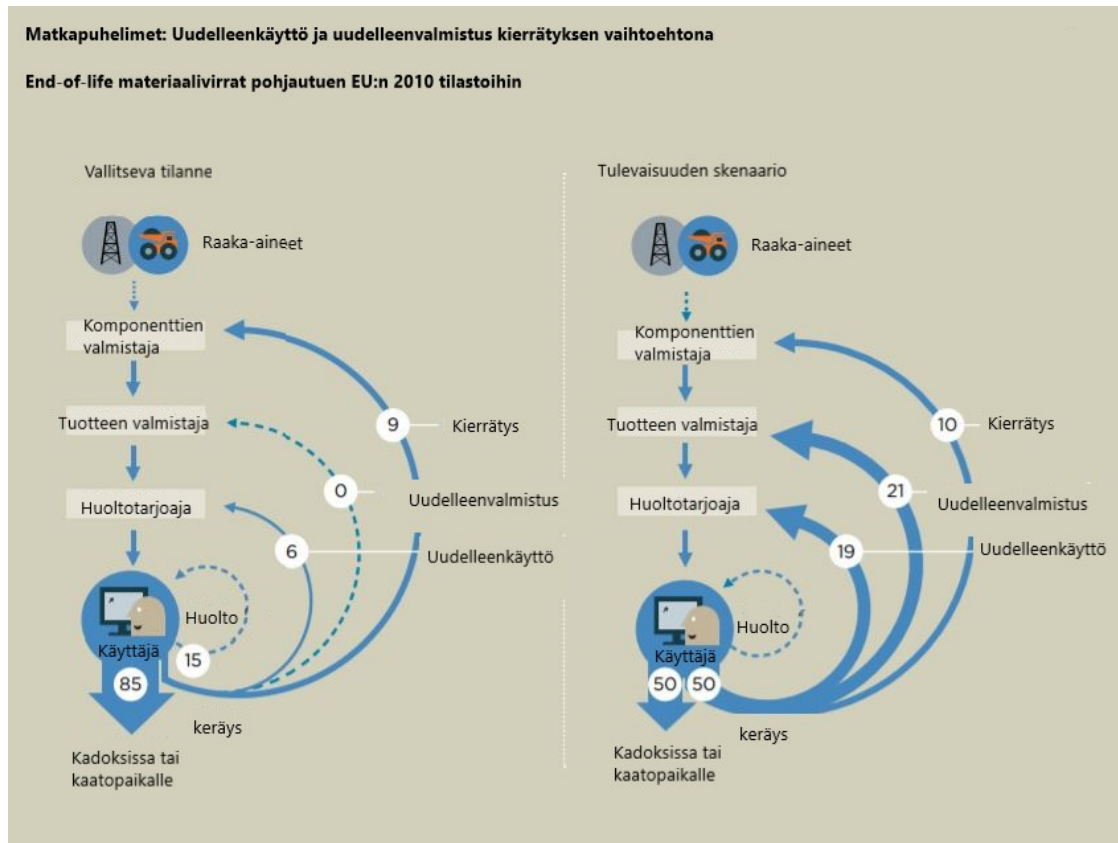 Matkapuhelimet: Uudelleenkäyttö ja uudelleenvalmistus kierrätyksen vaihtoehtona
End-of-life materiaalivirrat pohjautuen EU:n 2010 tilastoihin
Vallitseva tilanne
Raaka-aineet
Komponenttien
valmistaja
Tuotteen valmistaja
Huoltotarjoaja
9
Kierrätys
0
Uudelleenvalmistus
6
Uudelleenkäyttö
Huolto
Käyttäjä
15
85
keräys
Kadoksissa tai
kaatopaikalle
Tulevaisuuden skenaario
Raaka-aineet
Komponenttien
valmistaja
Tuotteen valmistaja
Huoltotarjoaja
10
Kierrätys
21
Uudelleenvalmistus
19
Uudelleenkäyttö
Huolto
Käyttäjä
50
50
keräys
Kadoksissa tai
kaatopaikalle